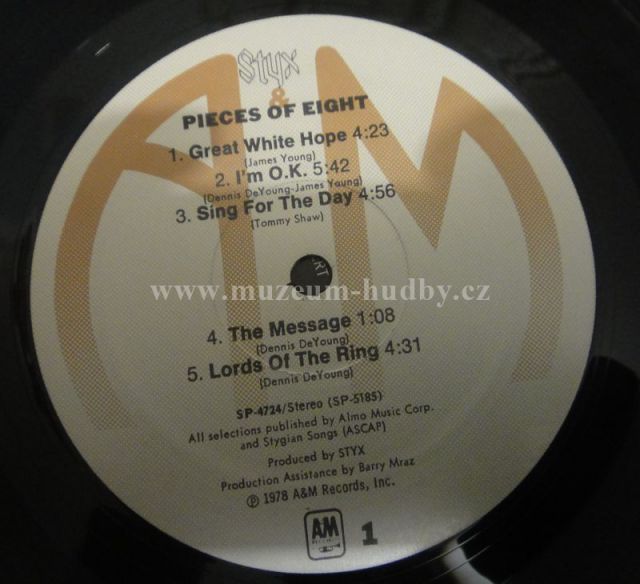 Styx
&
PIECES OF EIGHT
1. Great White Hope 4:23
(James Young)
2. I'm O.K. 5:42
(Dennis DeYoung-James Young)
3. Sing For The Day 4:56
(Tommy Shaw)
www.muzeum-hudby.cz
4. The Message 1:08
(Dennis DeYoung)
5. Lords Of The Ring 4:31
(Dennis DeYoung)
SP-4724/Stereo (SP-5185)
All selections published by Almo Music Corp.
and Stygian Songs (ASCAP)
Produced by STYX
Production Assistance by Barry Mraz
℗ 1978 A&M Records, Inc.
A&M
RECORDS
1